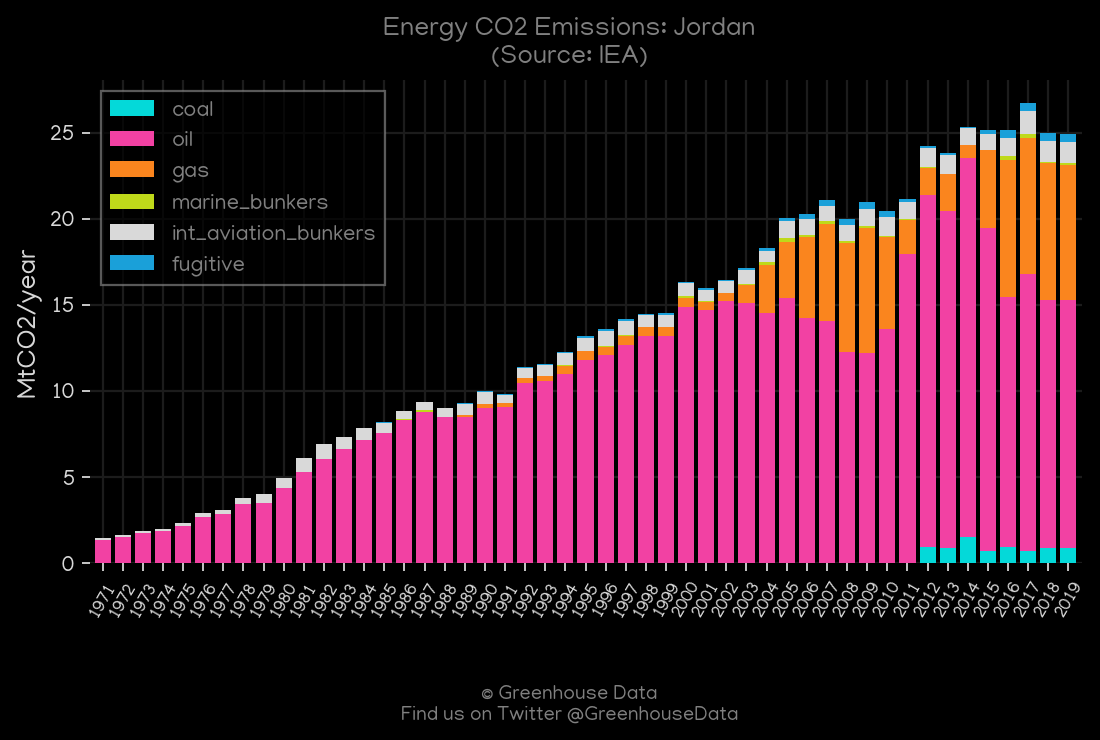 Energy CO2 Emissions: Jordan
(Source: IEA)
coal
oil
gas
marine_bunkers
int_aviation_bunkers
fugitive
MtCO2/year
25
20
15
10
5
0
1971 1972 1973 1974 1975 1976 1977 1978 1979 1980 1981 1982 1983 1984 1985 1986 1987 1988 1989 1990 1991 1992 1993 1994 1995 1996 1997 1998 1999 2000 2001 2002 2003 2004 2005 2006 2007 2008 2009 2010 2011 2012 2013 2014 2015 2016 2017 2018 2019
© Greenhouse Data
Find us on Twitter @GreenhouseData